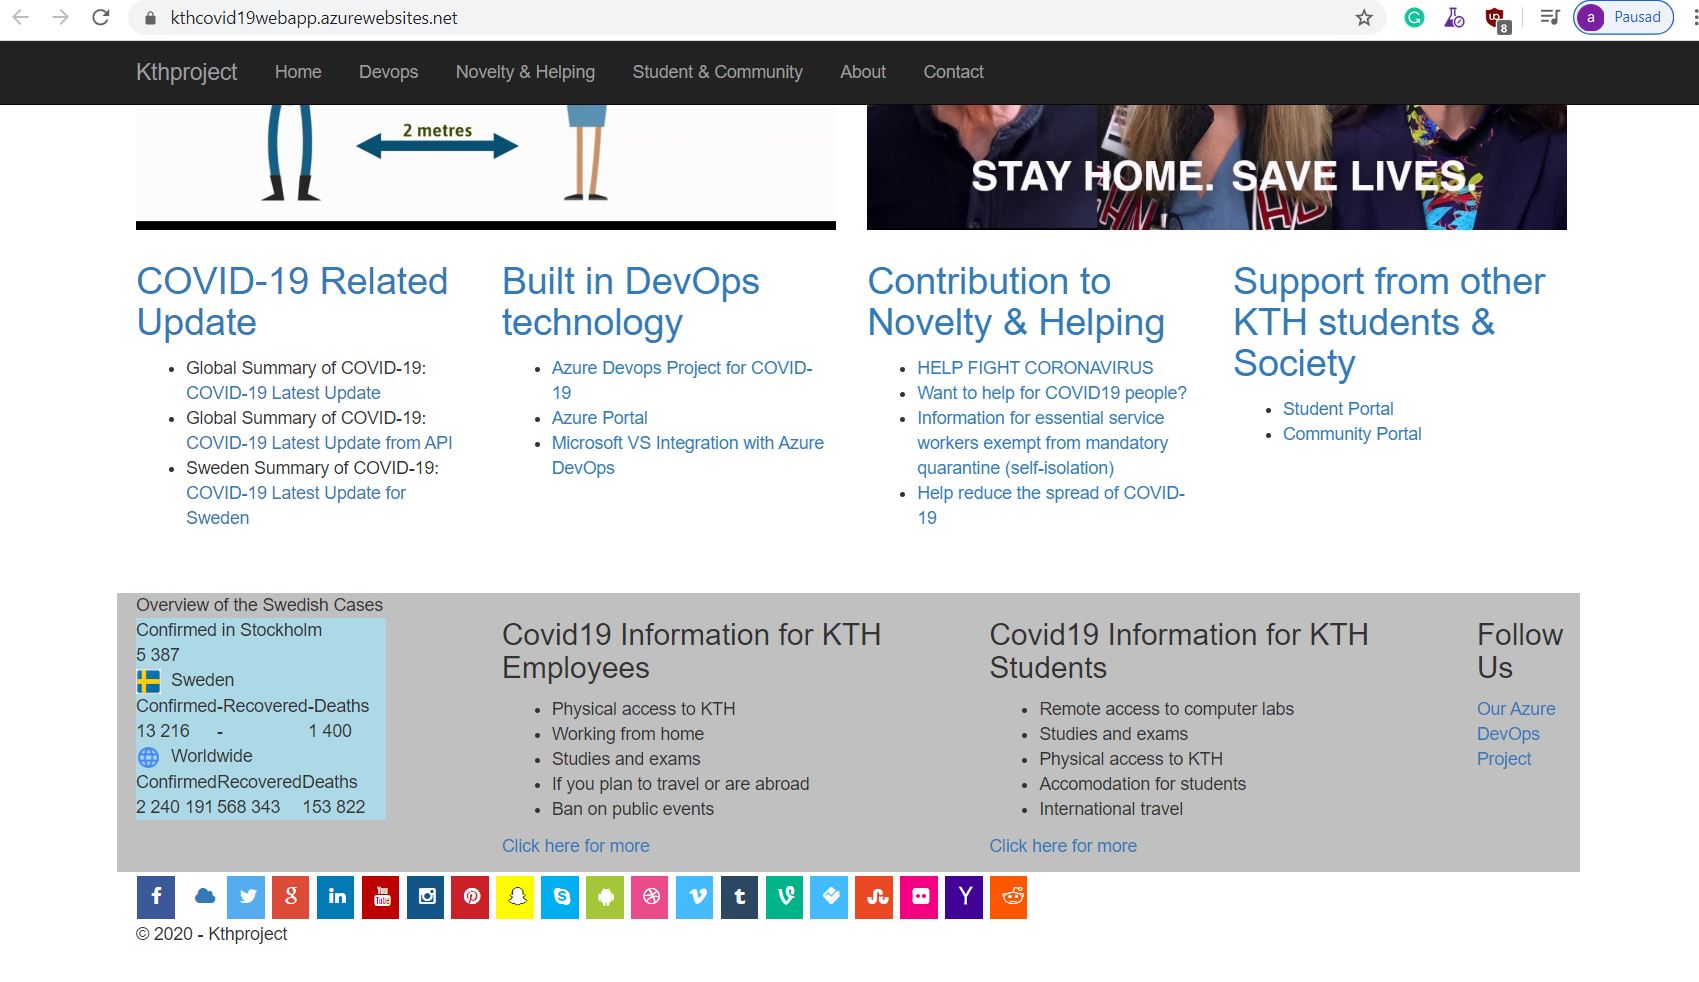 kthcovid19webapp.azurewebsites.net
8
a
Pausad
Kthproject
Home
Devops
Novelty & Helping
Student & Community
About
Contact
2 metres
STAY HOME. SAVE LIVES.
COVID-19 Related
Update
Global Summary of COVID-19:
COVID-19 Latest Update
Global Summary of COVID-19:
COVID-19 Latest Update from API
Sweden Summary of COVID-19:
COVID-19 Latest Update for
Sweden
Built in DevOps
technology
Azure Devops Project for COVID-
19
Azure Portal
Microsoft VS Integration with Azure
DevOps
Contribution to
Novelty & Helping
HELP FIGHT CORONAVIRUS
Want to help for COVID19 people?
Information for essential service
workers exempt from mandatory
quarantine (self-isolation)
Help reduce the spread of COVID-
19
Support from other
KTH students &
Society
Student Portal
Community Portal
Overview of the Swedish Cases
Confirmed in Stockholm
5 387
Sweden
Confirmed-Recovered-Deaths
13 216 - 1 400
Worldwide
ConfirmedRecoveredDeaths
2 240 191 568 343 153 822
Covid19 Information for KTH
Employees
Physical access to KTH
Working from home
Studies and exams
If you plan to travel or are abroad
Ban on public events
Click here for more
Covid19 Information for KTH
Students
Remote access to computer labs
Studies and exams
Physical access to KTH
Accomodation for students
International travel
Click here for more
Follow
Us
Our Azure
DevOps
Project
You Tube
© 2020 - Kthproject